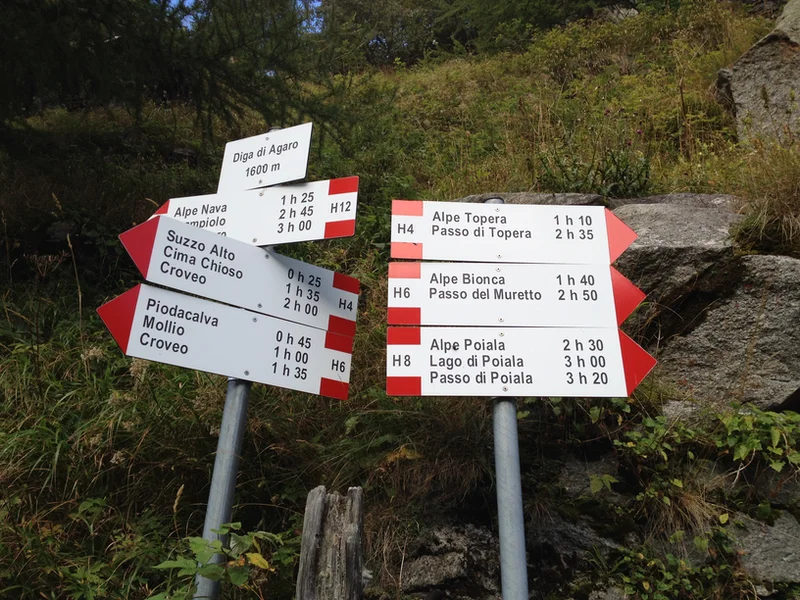 Diga di Agaro
1600 m
Alpe Nava 1 h 25
2 h 45
3 h 00
H12
Suzzo Alto 0 h 25
Cima Chioso 1 h 35
Croveo 2 h 00
H4
Piodacalva 0 h 45
Mollio 1 h 00
Croveo 1 h 35
H6
H4
Alpe Topera 1 h 10
Passo di Topera 2 h 35
H6
Alpe Bionca 1 h 40
Passo del Muretto 2 h 50
H8
Alpe Poiala 2 h 30
Lago di Poiala 3 h 00
Passo di Poiala 3 h 20